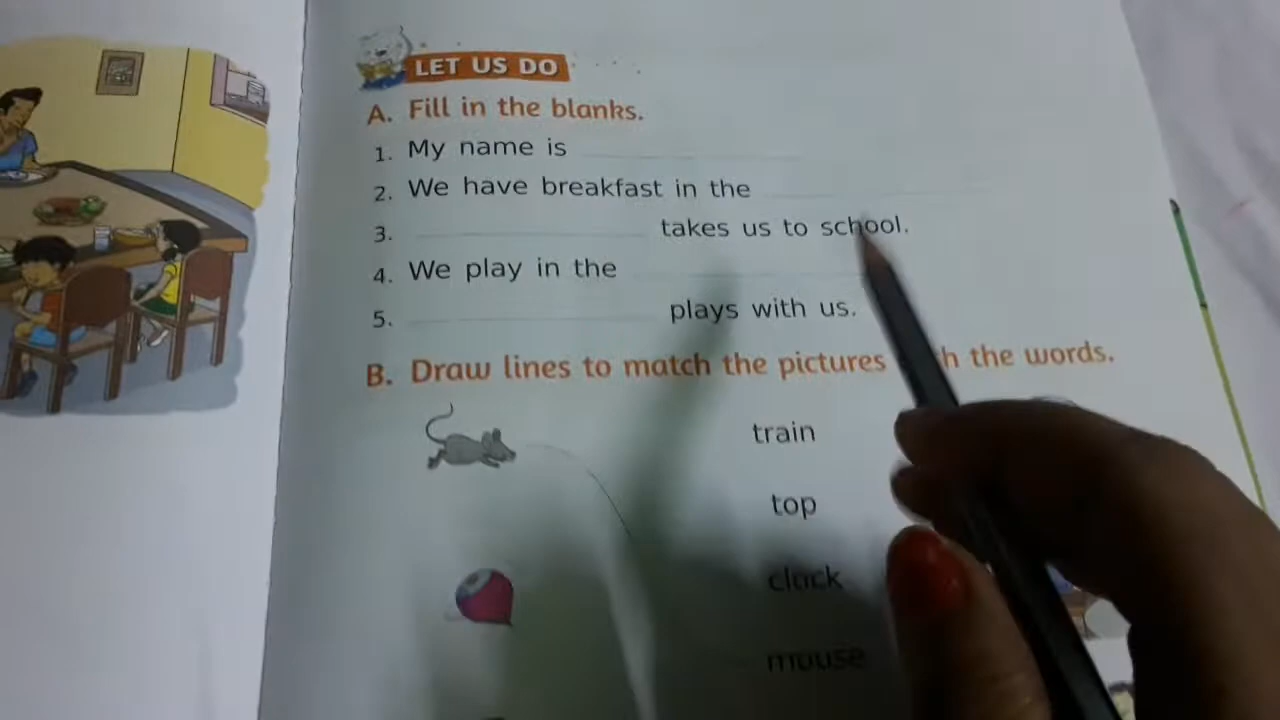 LET US DO
A. Fill in the blanks.
1. My name is
2. We have breakfast in the
3. takes us to school.
4. We play in the
5. plays with us.
B. Draw lines to match the pictures the words.
train
top
clock
mouse